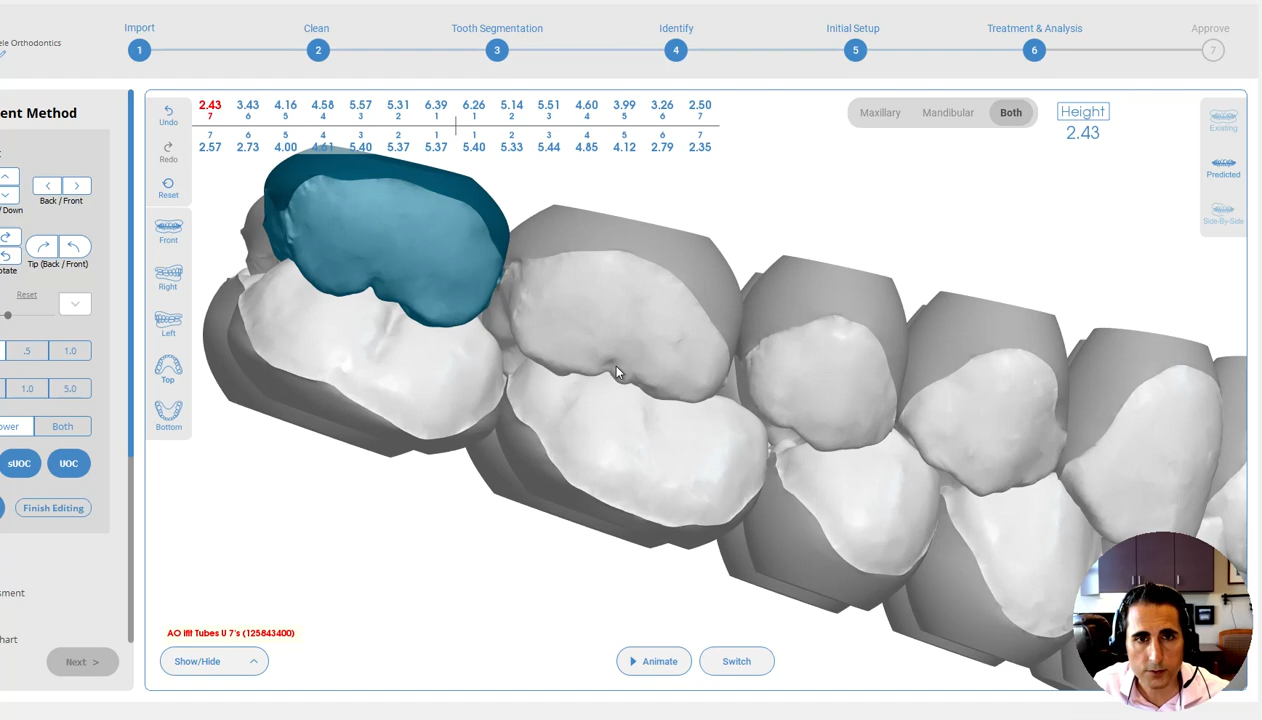 Import Clean Tooth Segmentation Identify Initial Setup Treatment & Analysis Approve
1 2 3 4 5 6 7
ele Orthodontics
ent Method
/ Down
Back / Front
otate
Tip (Back / Front)
Reset
.5 1.0
1.0 5.0
ower Both
sUOC UOC
Finish Editing
sment
hart
Next >
Undo
Redo
Reset
Front
Right
Left
Top
Bottom
2.43 3.43 4.16 4.58 5.57 5.31 6.39 6.26 5.14 5.51 4.60 3.99 3.26 2.50
7 6 5 4 3 2 1 1 2 3 4 5 6 7
7 6 5 4 3 2 1 1 2 3 4 5 6 7
2.57 2.73 4.00 4.61 5.40 5.37 5.37 5.40 5.33 5.44 4.85 4.12 2.79 2.35
Maxillary Mandibular Both
Height
2.43
Existing
Predicted
Side-By-Side
AO Ifit Tubes U 7's (125843400)
Show/Hide
Animate
Switch